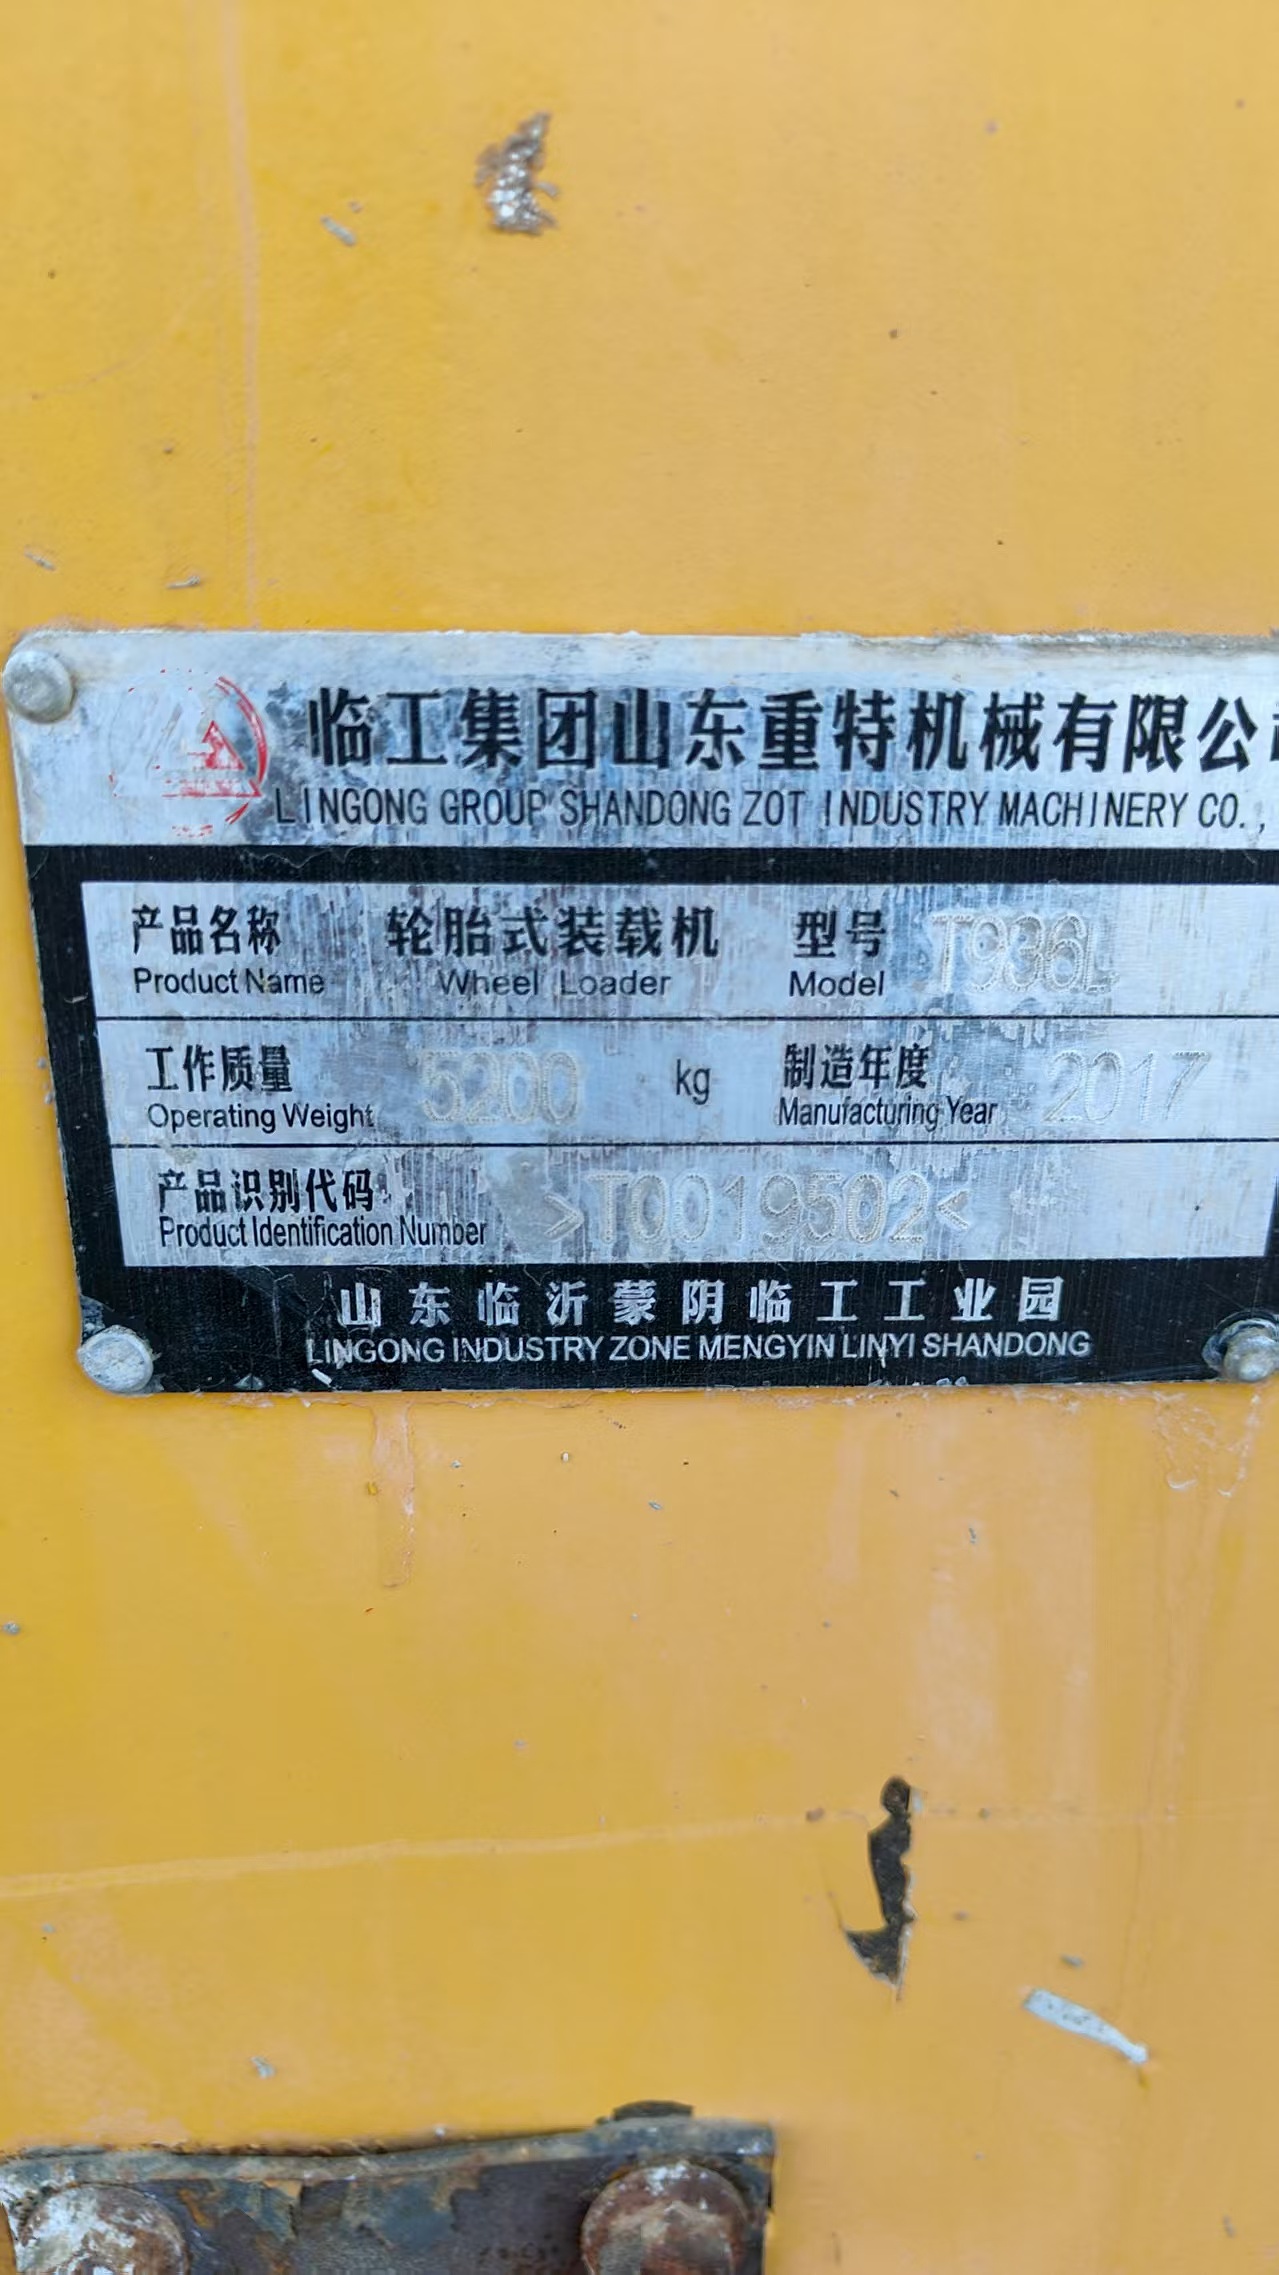 临工集团山东重特机械有限公
LINGONG GROUP SHANDONG ZOT INDUSTRY MACHINERY CO.,
产品名称 轮胎式装载机 型号 T936L
Product Name Wheel Loader Model
工作质量 5200 kg 制造年度 2017
Operating Weight Manufacturing Year
产品识别代码 >T0019502<
Product Identification Number
山东临沂蒙阴临工工业园
LINGONG INDUSTRY ZONE MENGYIN LINYI SHANDONG